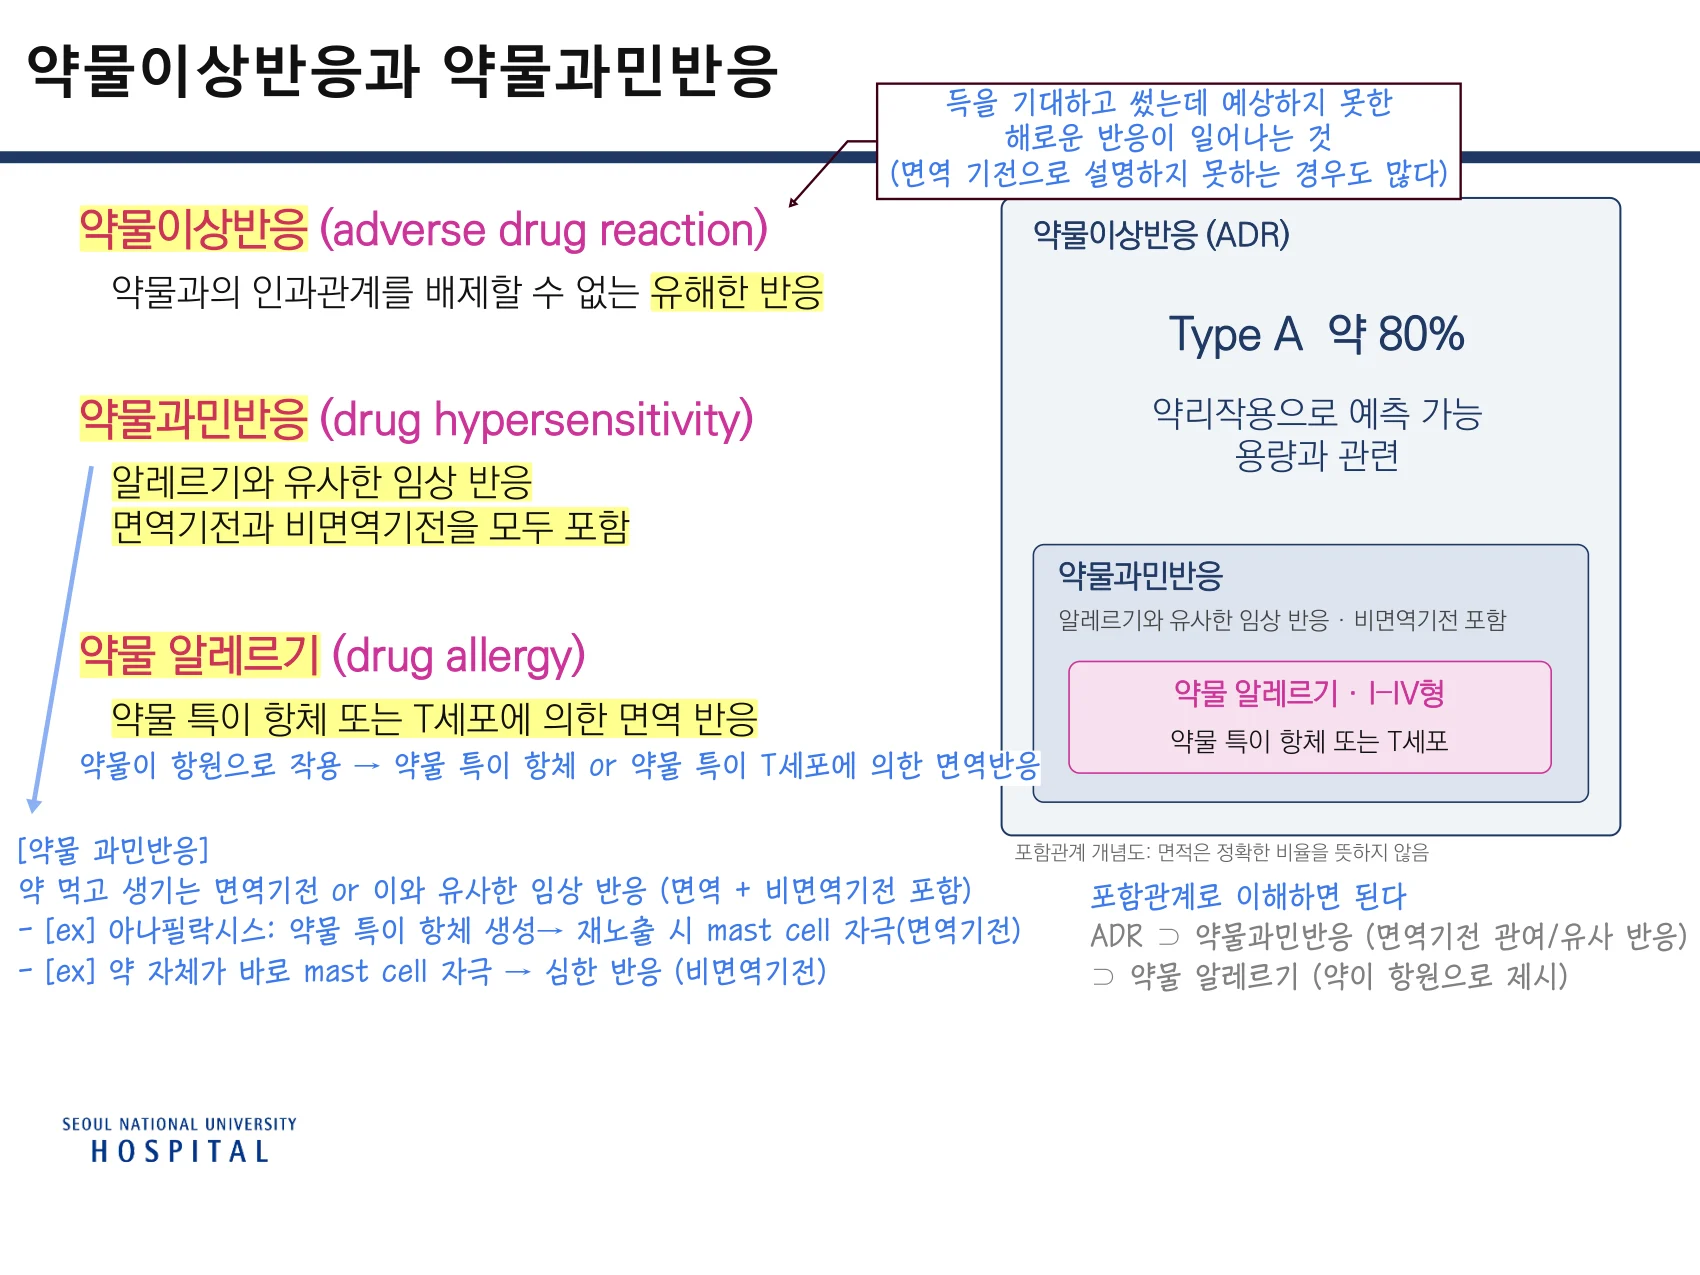 약물이상반응과 약물과민반응
득을 기대하고 썼는데 예상하지 못한
해로운 반응이 일어나는 것
(면역 기전으로 설명하지 못하는 경우도 많다)
약물이상반응 (adverse drug reaction)
약물과의 인과관계를 배제할 수 없는 유해한 반응
약물과민반응 (drug hypersensitivity)
알레르기와 유사한 임상 반응
면역기전과 비면역기전을 모두 포함
약물 알레르기 (drug allergy)
약물 특이 항체 또는 T세포에 의한 면역 반응
약물이 항원으로 작용 → 약물 특이 항체 or 약물 특이 T세포에 의한 면역반응
[약물 과민반응]
약 먹고 생기는 면역기전 or 이와 유사한 임상 반응 (면역 + 비면역기전 포함)
- [ex] 아나필락시스: 약물 특이 항체 생성→ 재노출 시 mast cell 자극(면역기전)
- [ex] 약 자체가 바로 mast cell 자극 → 심한 반응 (비면역기전)
약물이상반응 (ADR)
Type A 약 80%
약리작용으로 예측 가능
용량과 관련
약물과민반응
알레르기와 유사한 임상 반응 · 비면역기전 포함
약물 알레르기 · I-IV형
약물 특이 항체 또는 T세포
포함관계 개념도: 면적은 정확한 비율을 뜻하지 않음
포함관계로 이해하면 된다
ADR ⊃ 약물과민반응 (면역기전 관여/유사 반응)
⊃ 약물 알레르기 (약이 항원으로 제시)
SEOUL NATIONAL UNIVERSITY
HOSPITAL